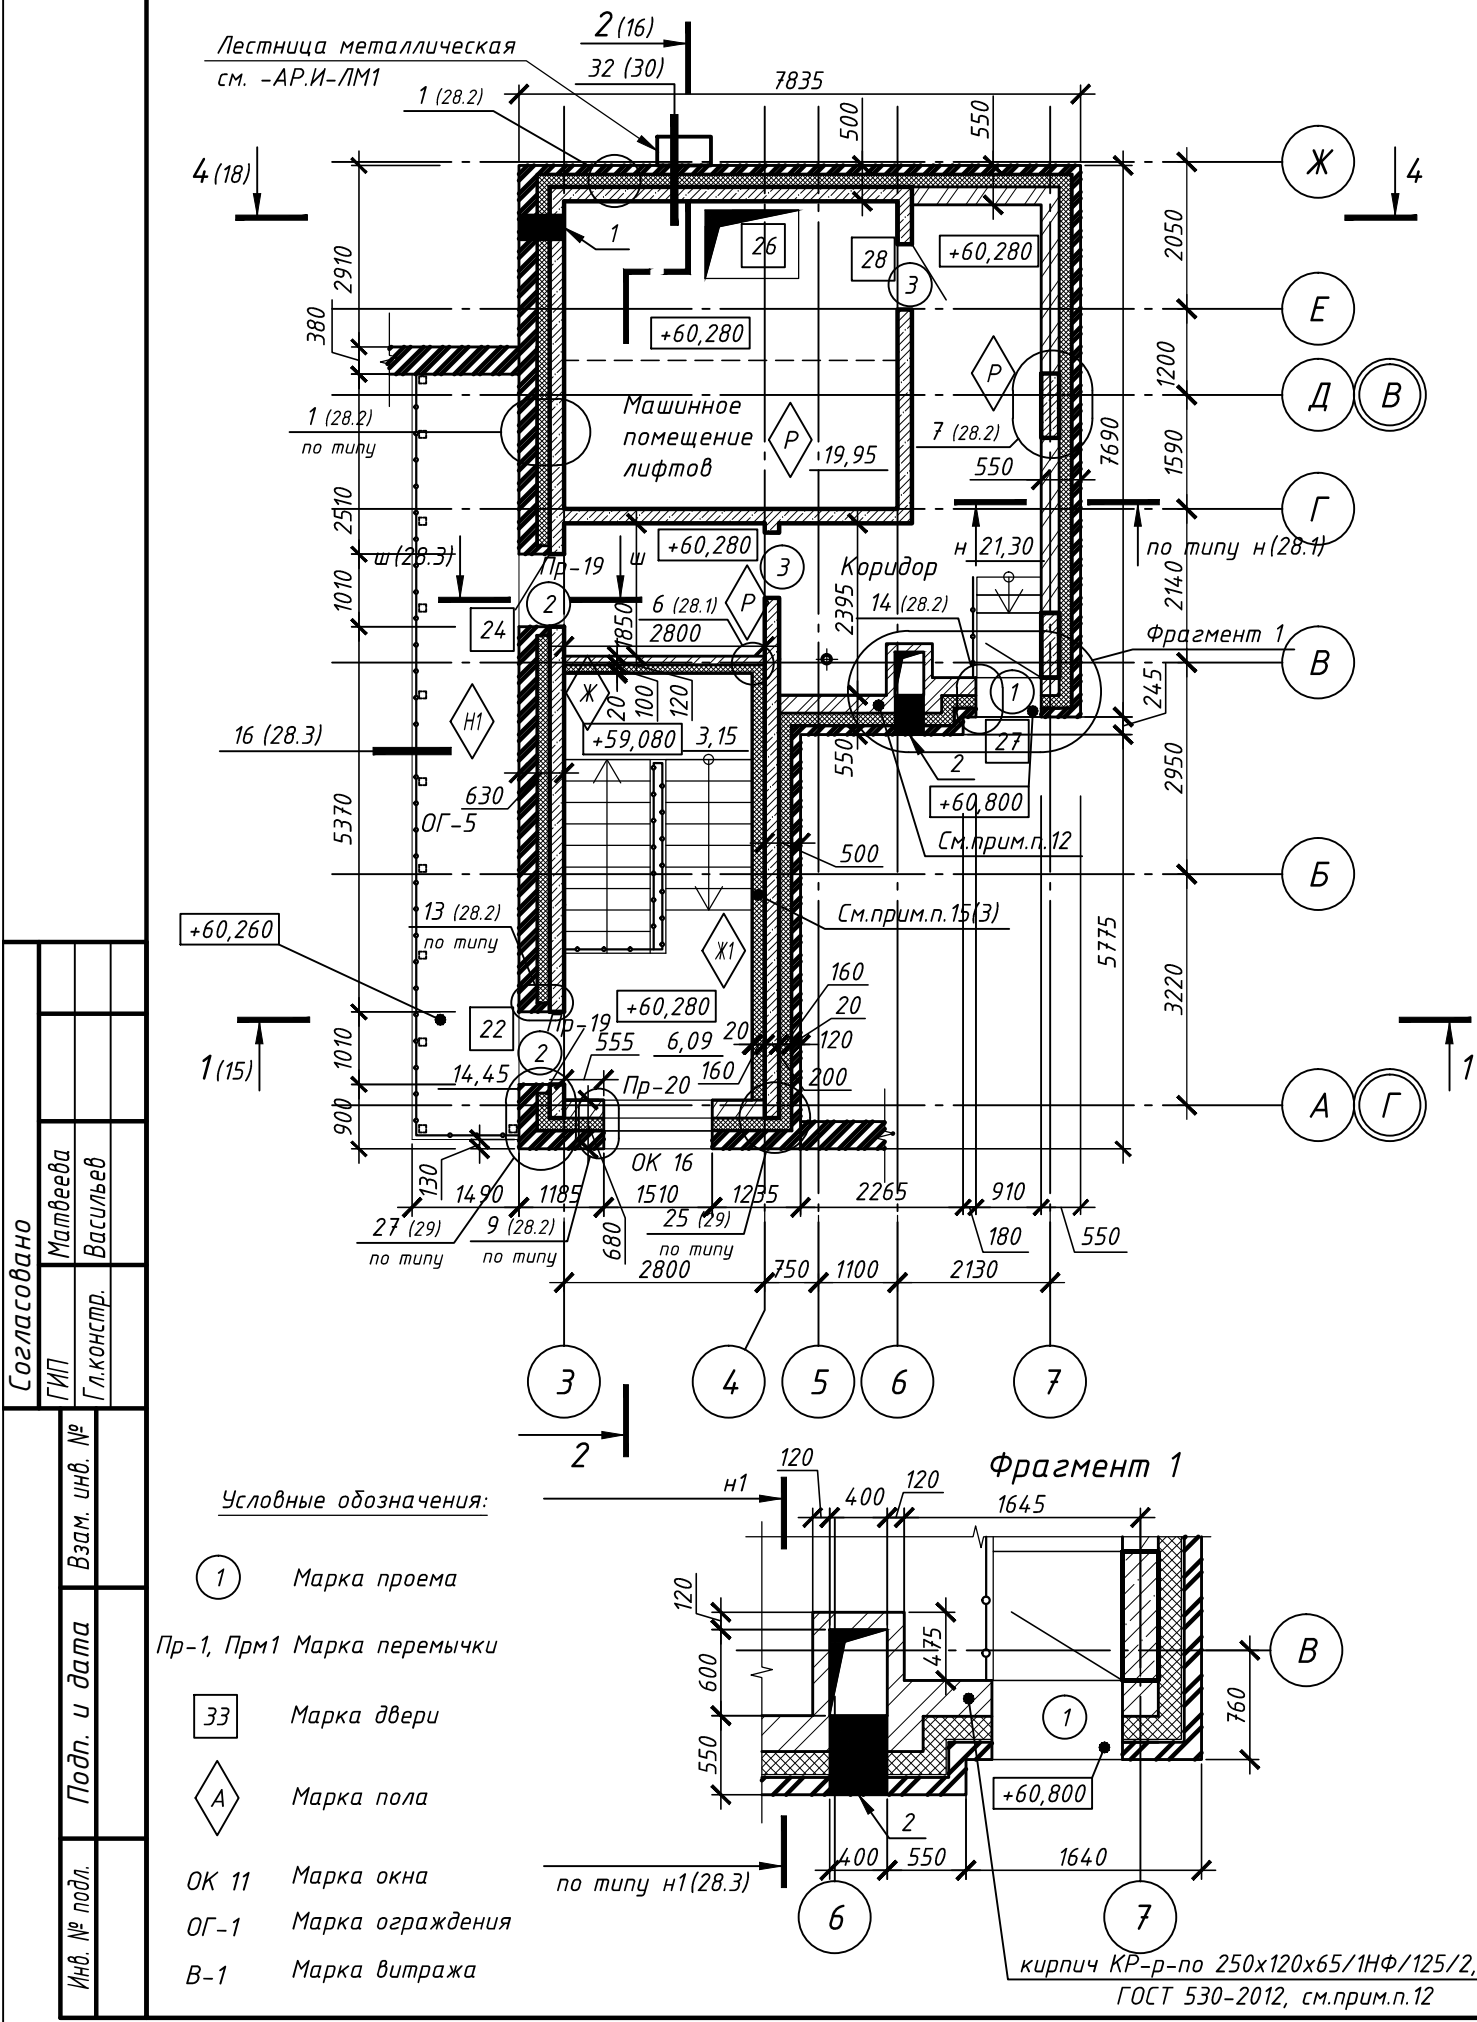 2 (16)
Лестница металлическая
см. -АР.И-ЛМ1
32 (30)
7835
1 (28.2)
500
550
Ж
4 (18)
4
1
26
28
+60,280
3
2050
2910
Е
380
+60,280
Р
1200
Д
В
1 (28.2)
по типу
Машинное
помещение
лифтов
Р
19,95
7 (28.2)
550
7690
1590
Г
2510
+60,280
3
Коридор
н
21,30
по типу н(28.1)
ш(28.3)
ш
Пр-19
2
24
1010
1850
6 (28.1)
2800
Р
2395
14 (28.2)
2140
Фрагмент 1
В
Ж
20
100
120
1
245
Н1
16 (28.3)
+59,080
3,15
550
2
27
2950
630
ОГ-5
5370
+60,800
См.прим.п.12
500
Б
13 (28.2)
по типу
См.прим.п.15(3)
+60,260
Ж1
5775
160
20
120
3220
+60,280
22
Пр-19
2
555
6,09
20
1010
1 (15)
1
14,45
Пр-20
160
200
900
А
Г
130
ОК 16
1490
1185
1510
1235
2265
910
27 (29)
по типу
9 (28.2)
по типу
680
25 (29)
по типу
180
550
2800
750
1100
2130
3
4
5
6
7
2
Фрагмент 1
н1
120
400
120
1645
120
600
475
550
В
760
1
+60,800
2
400
550
1640
по типу н1(28.3)
6
7
кирпич КР-р-по 250х120х65/1НФ/125/2,
ГОСТ 530-2012, см.прим.п.12
Условные обозначения:
1
Марка проема
Пр-1, Прм1 Марка перемычки
33
Марка двери
А
Марка пола
ОК 11
Марка окна
ОГ-1
Марка ограждения
В-1
Марка витража
Согласовано
ГИП
Матвеева
Гл.констр.
Васильев
Взам. инв. №
Подп. и дата
Инв. № подл.